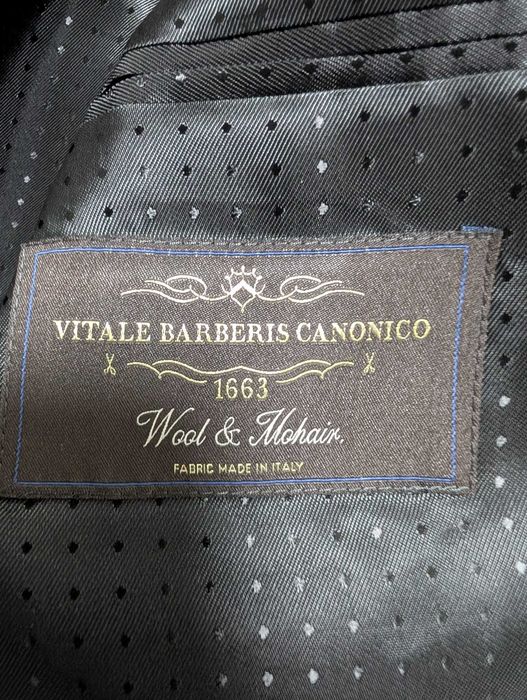 VITALE BARBERIS CANONICO
1663
Wool & Mohair.
FABRIC MADE IN ITALY